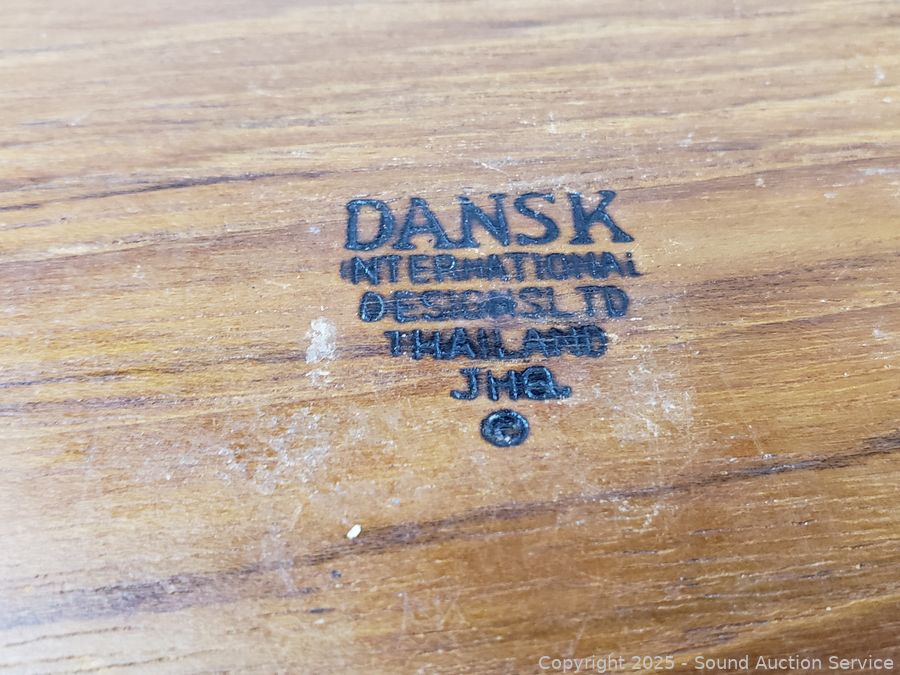 DANSK
INTERNATIONAL
DESIGNS LTD
THAILAND
JHQ
Copyright © 2025 - Sound Auction Service